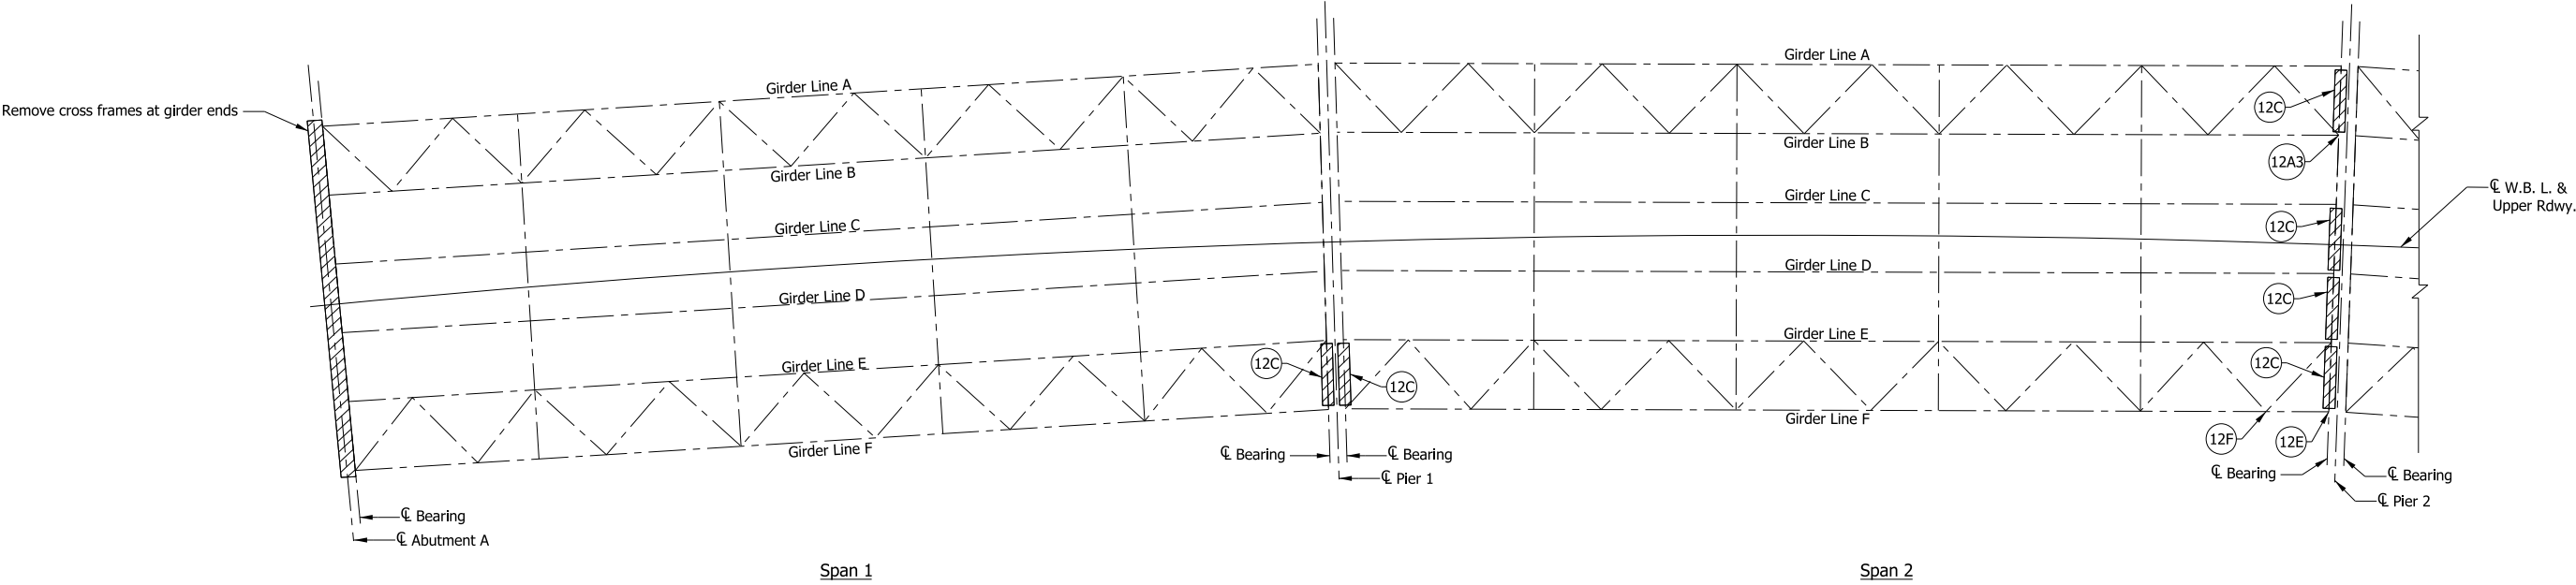 Remove cross frames at girder ends
Girder Line A
Girder Line B
Girder Line C
Girder Line D
Girder Line E
Girder Line F
℄ Bearing
℄ Abutment A
Span 1
12C
12C
℄ Bearing
℄ Bearing
℄ Pier 1
Girder Line A
Girder Line B
Girder Line C
Girder Line D
Girder Line E
Girder Line F
12C
12A3
12C
12C
12C
12F
12E
℄ W.B. L. &
Upper Rdwy.
℄ Bearing
℄ Bearing
℄ Pier 2
Span 2